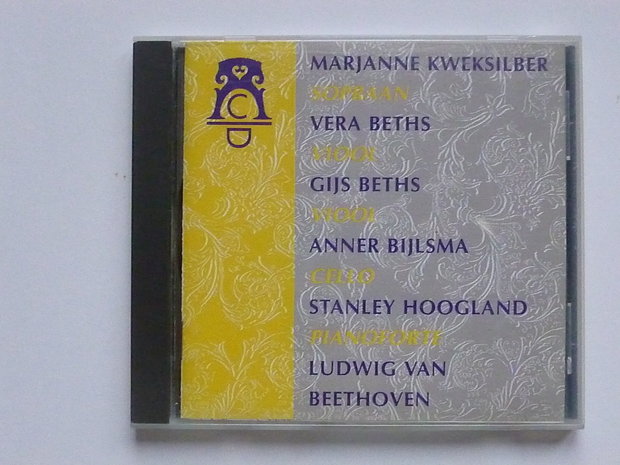 MARJANNE KWEKSILBER
SOPRAAN
VERA BETHS
VIOOL
GIJS BETHS
VIOOL
ANNER BIJLSMA
CELLO
STANLEY HOOGLAND
PIANOFORTE
LUDWIG VAN
BEETHOVEN
C
D